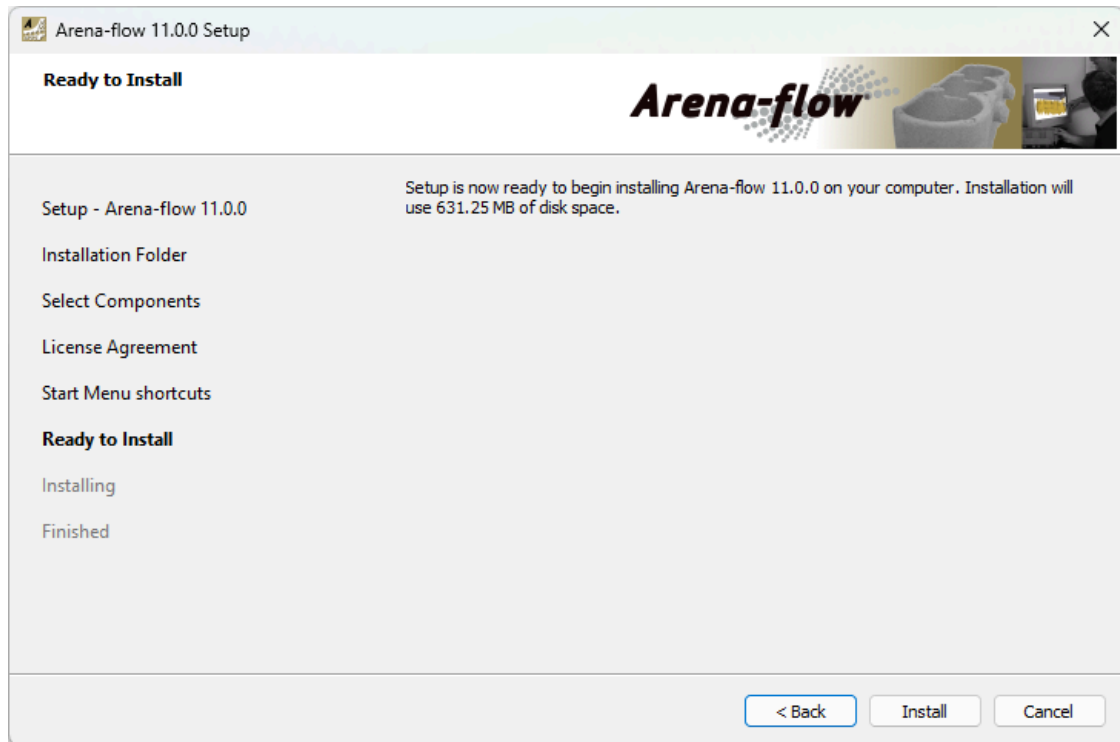 Arena-flow 11.0.0 Setup
Ready to Install
Arena-flow
Setup - Arena-flow 11.0.0
Installation Folder
Select Components
License Agreement
Start Menu shortcuts
Ready to Install
Installing
Finished
Setup is now ready to begin installing Arena-flow 11.0.0 on your computer. Installation will
use 631.25 MB of disk space.
< Back
Install
Cancel